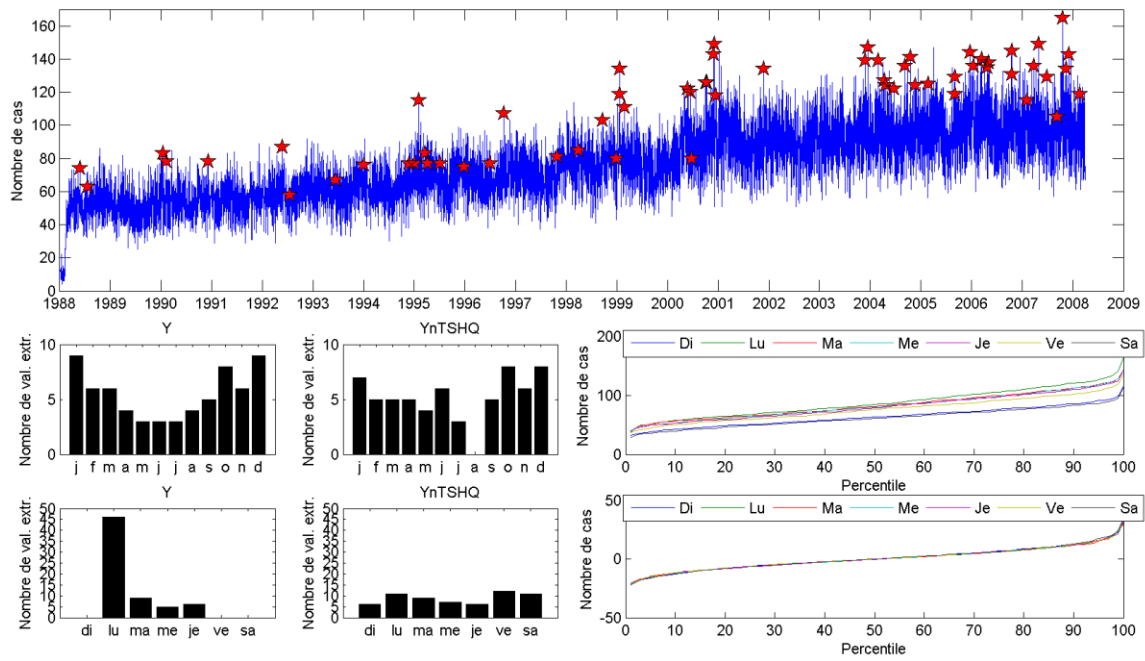 160
140
120
100
80
60
40
20
0
Nombre de cas
1988 1989 1990 1991 1992 1993 1994 1995 1996 1997 1998 1999 2000 2001 2002 2003 2004 2005 2006 2007 2008 2009
Y
10
5
0
Nombre de val. extr.
j f m a m j j a s o n d
YnTSHQ
10
5
0
Nombre de val. extr.
j f m a m j j a s o n d
Di Lu Ma Me Je Ve Sa
200
100
0
Nombre de cas
0 10 20 30 40 50 60 70 80 90 100
Percentile
Y
50
45
40
35
30
25
20
15
10
5
0
Nombre de val. extr.
di lu ma me je ve sa
YnTSHQ
50
45
40
35
30
25
20
15
10
5
0
Nombre de val. extr.
di lu ma me je ve sa
Di Lu Ma Me Je Ve Sa
50
0
-50
Nombre de cas
0 10 20 30 40 50 60 70 80 90 100
Percentile